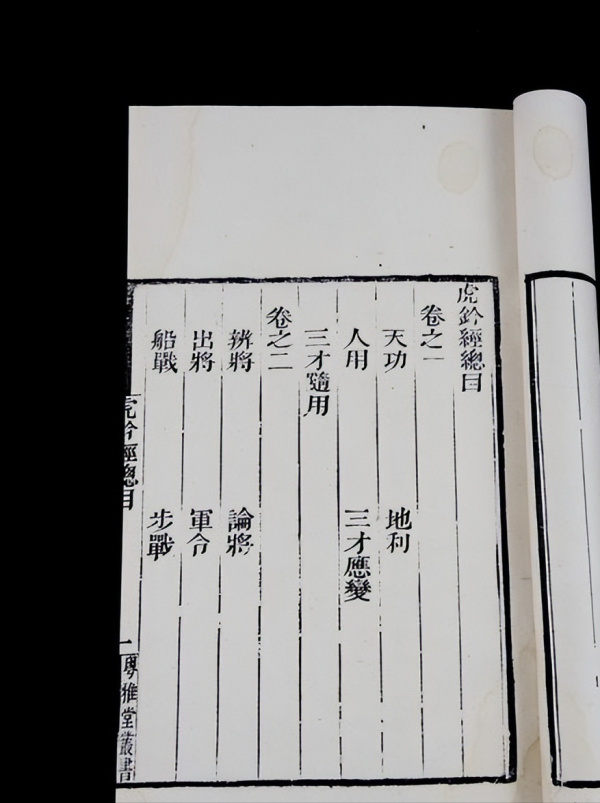 虎鈐經總目
卷之一
天功 地利
人用 三才應變
三才隨用
卷之二
辨將 論將
出將 軍令
船戰 步戰
虎鈐經總目
一
粵雅堂叢書